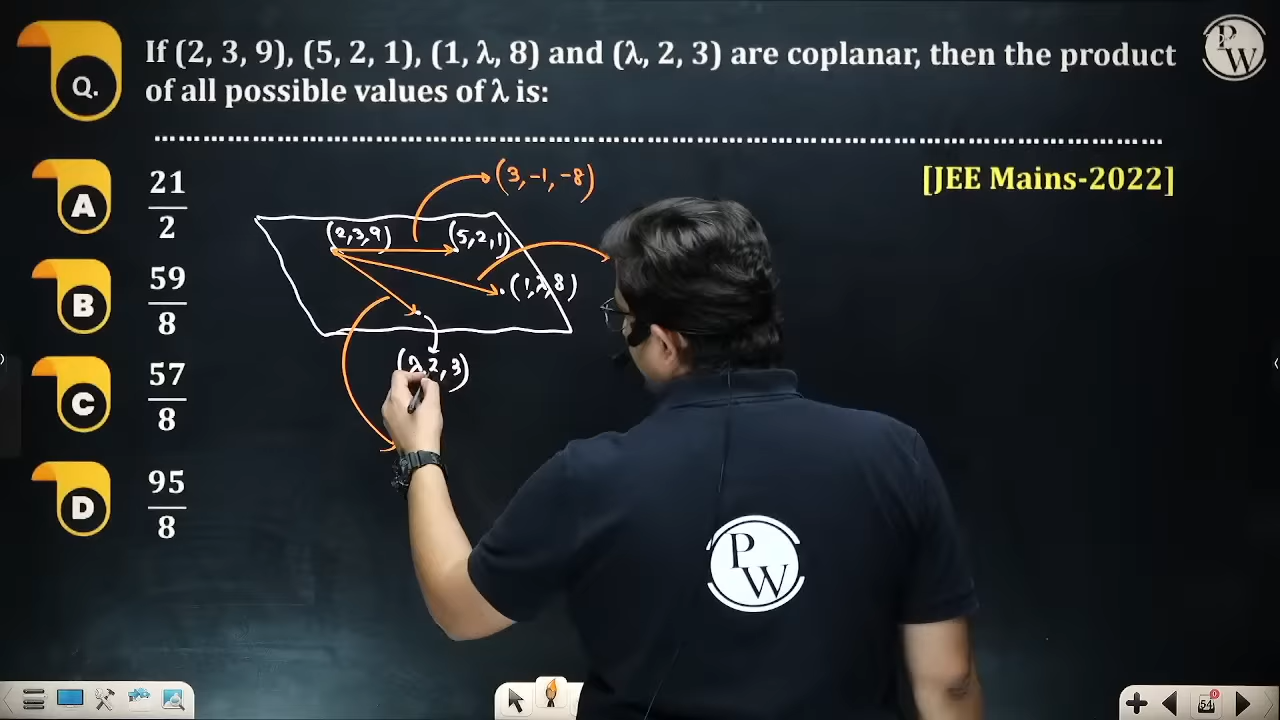 Q.
If (2, 3, 9), (5, 2, 1), (1, λ, 8) and (λ, 2, 3) are coplanar, then the product
of all possible values of λ is:
PW
[JEE Mains-2022]
A
21
2
B
59
8
C
57
8
D
95
8
(3, -1, -8)
(2,3,9)
(5,2,1)
(1,λ,8)
(λ,2,3)
PW
54